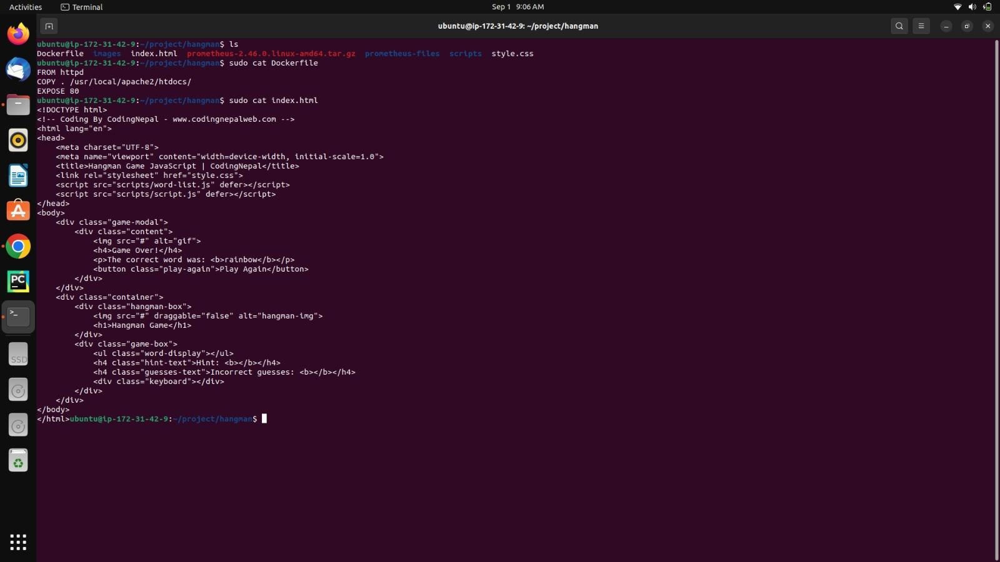 Activities Terminal Sep 1 9:06 AM
ubuntu@ip-172-31-42-9: ~/project/hangman
ubuntu@ip-172-31-42-9:~/project/hangman$ ls
Dockerfile images index.html prometheus-2.46.0.linux-amd64.tar.gz prometheus-files scripts style.css
ubuntu@ip-172-31-42-9:~/project/hangman$ sudo cat Dockerfile
FROM httpd
COPY . /usr/local/apache2/htdocs/
EXPOSE 80
ubuntu@ip-172-31-42-9:~/project/hangman$ sudo cat index.html
<!DOCTYPE html>
<!-- Coding By CodingNepal - www.codingnepalweb.com -->
<html lang="en">
<head>
    <meta charset="UTF-8">
    <meta name="viewport" content="width=device-width, initial-scale=1.0">
    <title>Hangman Game JavaScript | CodingNepal</title>
    <link rel="stylesheet" href="style.css">
    <script src="scripts/word-list.js" defer></script>
    <script src="scripts/script.js" defer></script>
</head>
<body>
    <div class="game-modal">
        <div class="content">
            <img src="#" alt="gif">
            <h4>Game Over!</h4>
            <p>The correct word was: <b>rainbow</b></p>
            <button class="play-again">Play Again</button>
        </div>
    </div>
    <div class="container">
        <div class="hangman-box">
            <img src="#" draggable="false" alt="hangman-img">
            <h1>Hangman Game</h1>
        </div>
        <div class="game-box">
            <ul class="word-display"></ul>
            <h4 class="hint-text">Hint: <b></b></h4>
            <h4 class="guesses-text">Incorrect guesses: <b></b></h4>
            <div class="keyboard"></div>
        </div>
    </div>
</body>
</html>ubuntu@ip-172-31-42-9:~/project/hangman$
PC
SSD